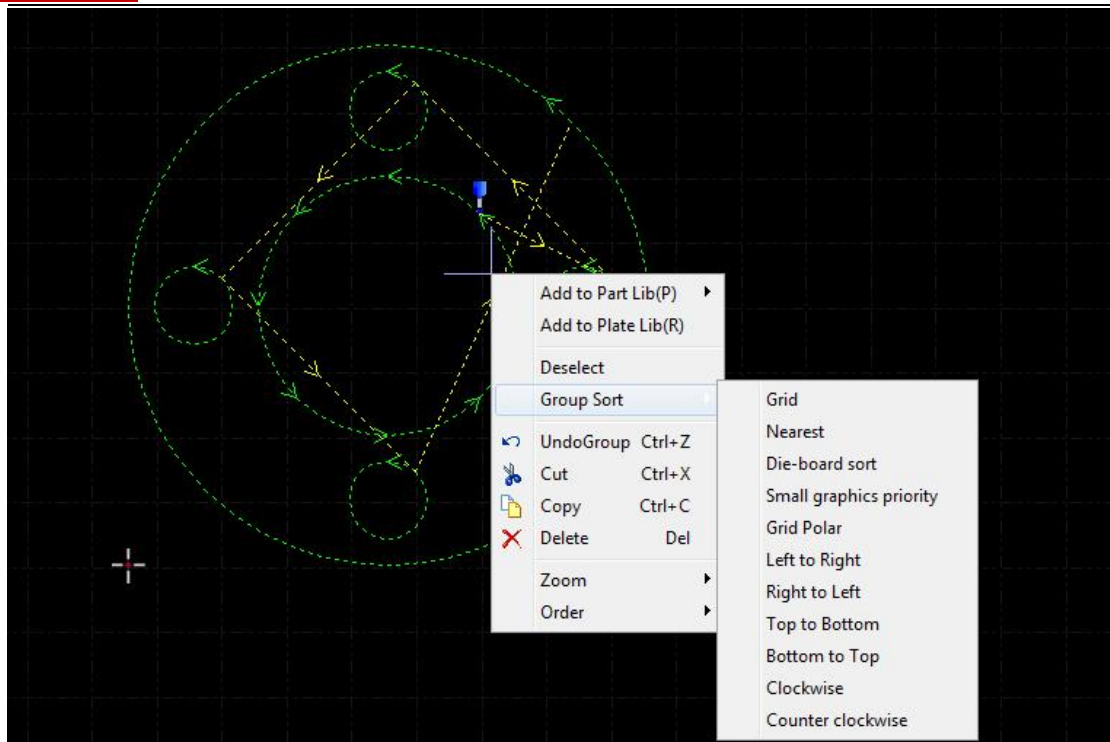 Add to Part Lib(P)
Add to Plate Lib(R)
Deselect
Group Sort
UndoGroup Ctrl+Z
Cut Ctrl+X
Copy Ctrl+C
Delete Del
Zoom
Order
Grid
Nearest
Die-board sort
Small graphics priority
Grid Polar
Left to Right
Right to Left
Top to Bottom
Bottom to Top
Clockwise
Counter clockwise